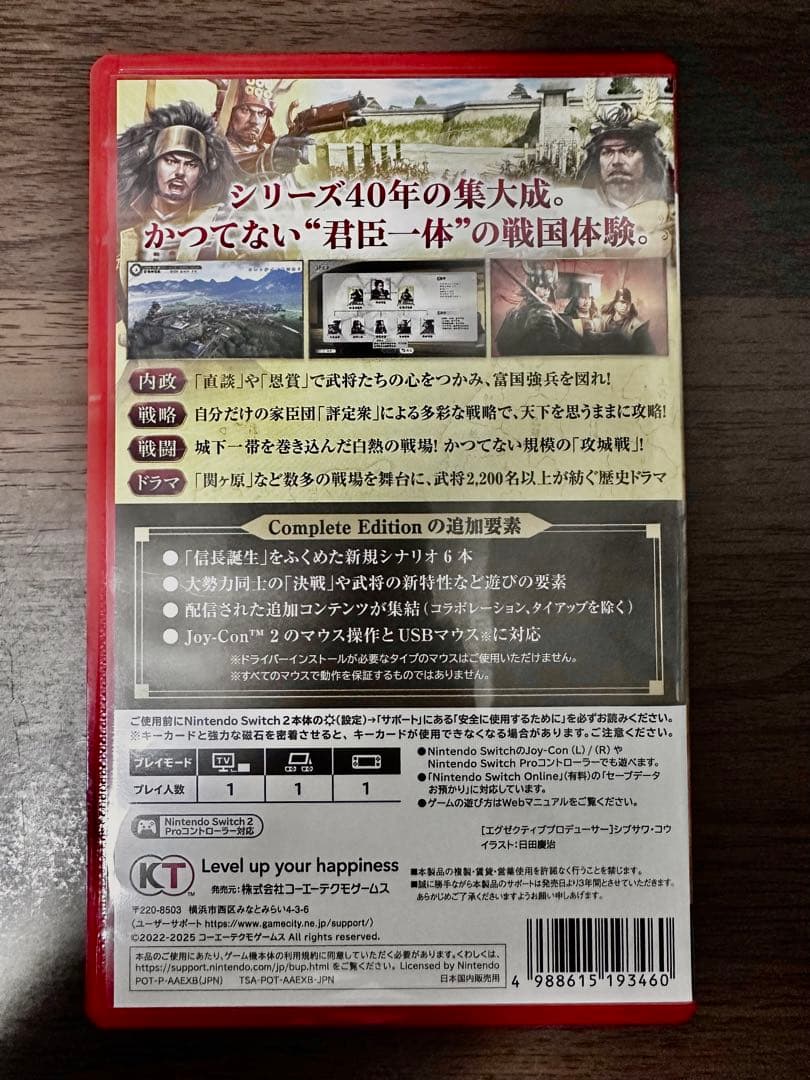 シリーズ40年の集大成。
かつてない“君臣一体”の戦国体験。
内政 「直談」や「恩賞」で武将たちの心をつかみ、富国強兵を図れ!
戦略 自分だけの家臣団「評定衆」による多彩な戦略で、天下を思うままに攻略!
戦闘 城下一帯を巻き込んだ白熱の戦場! かつてない規模の「攻城戦」!
ドラマ 「関ヶ原」など数多の戦場を舞台に、武将2,200名以上が紡ぐ歴史ドラマ
Complete Edition の追加要素
●「信長誕生」をふくめた新規シナリオ 6 本
●大勢力同士の「決戦」や武将の新特性など遊びの要素
●配信された追加コンテンツが集結(コラボレーション、タイアップを除く)
●Joy-Con™ 2 のマウス操作と USBマウス※に対応
※ドライバーインストールが必要なタイプのマウスはご使用いただけません。
※すべてのマウスで動作を保証するものではありません。
ご使用前にNintendo Switch 2本体の(設定)→「サポート」にある「安全に使用するために」を必ずお読みください。
※キーカードと強力な磁石を密着させると、キーカードが使用できなくなる場合があります。ご注意ください。
プレイモード TV
プレイ人数 1 1 1
●Nintendo SwitchのJoy-Con (L) / (R) や
Nintendo Switch Proコントローラーでも遊べます。
●「Nintendo Switch Online」(有料)の「セーブデータ
お預かり」に対応しています。
●ゲームの遊び方はWebマニュアルをご覧ください。
Nintendo Switch 2
Proコントローラー対応
[エグゼクティブプロデューサー]シブサワ・コウ
イラスト:日田慶治
KT Level up your happiness
発売元:株式会社コーエーテクモゲームス
■本製品の複製・賃貸・営業使用を許諾なく行うことを禁じます。
■誠に勝手ながら本製品のサポートは発売日より3年間とさせていただきます。
あらかじめご了承くださいますようお願い申しあげます。
〒220-8503 横浜市西区みなとみらい4-3-6
(ユーザーサポート https://www.gamecity.ne.jp/support/)
©2022-2025 コーエーテクモゲームス All rights reserved.
本品のご使用にあたり、ゲーム機本体の利用規約に同意していただく必要があります。くわしくは、
https://support.nintendo.com/jp/bup.html をご覧ください。 Licensed by Nintendo
POT-P-AAEXB(JPN) TSA-POT-AAEXB-JPN 日本国内販売用
4 988615 193460